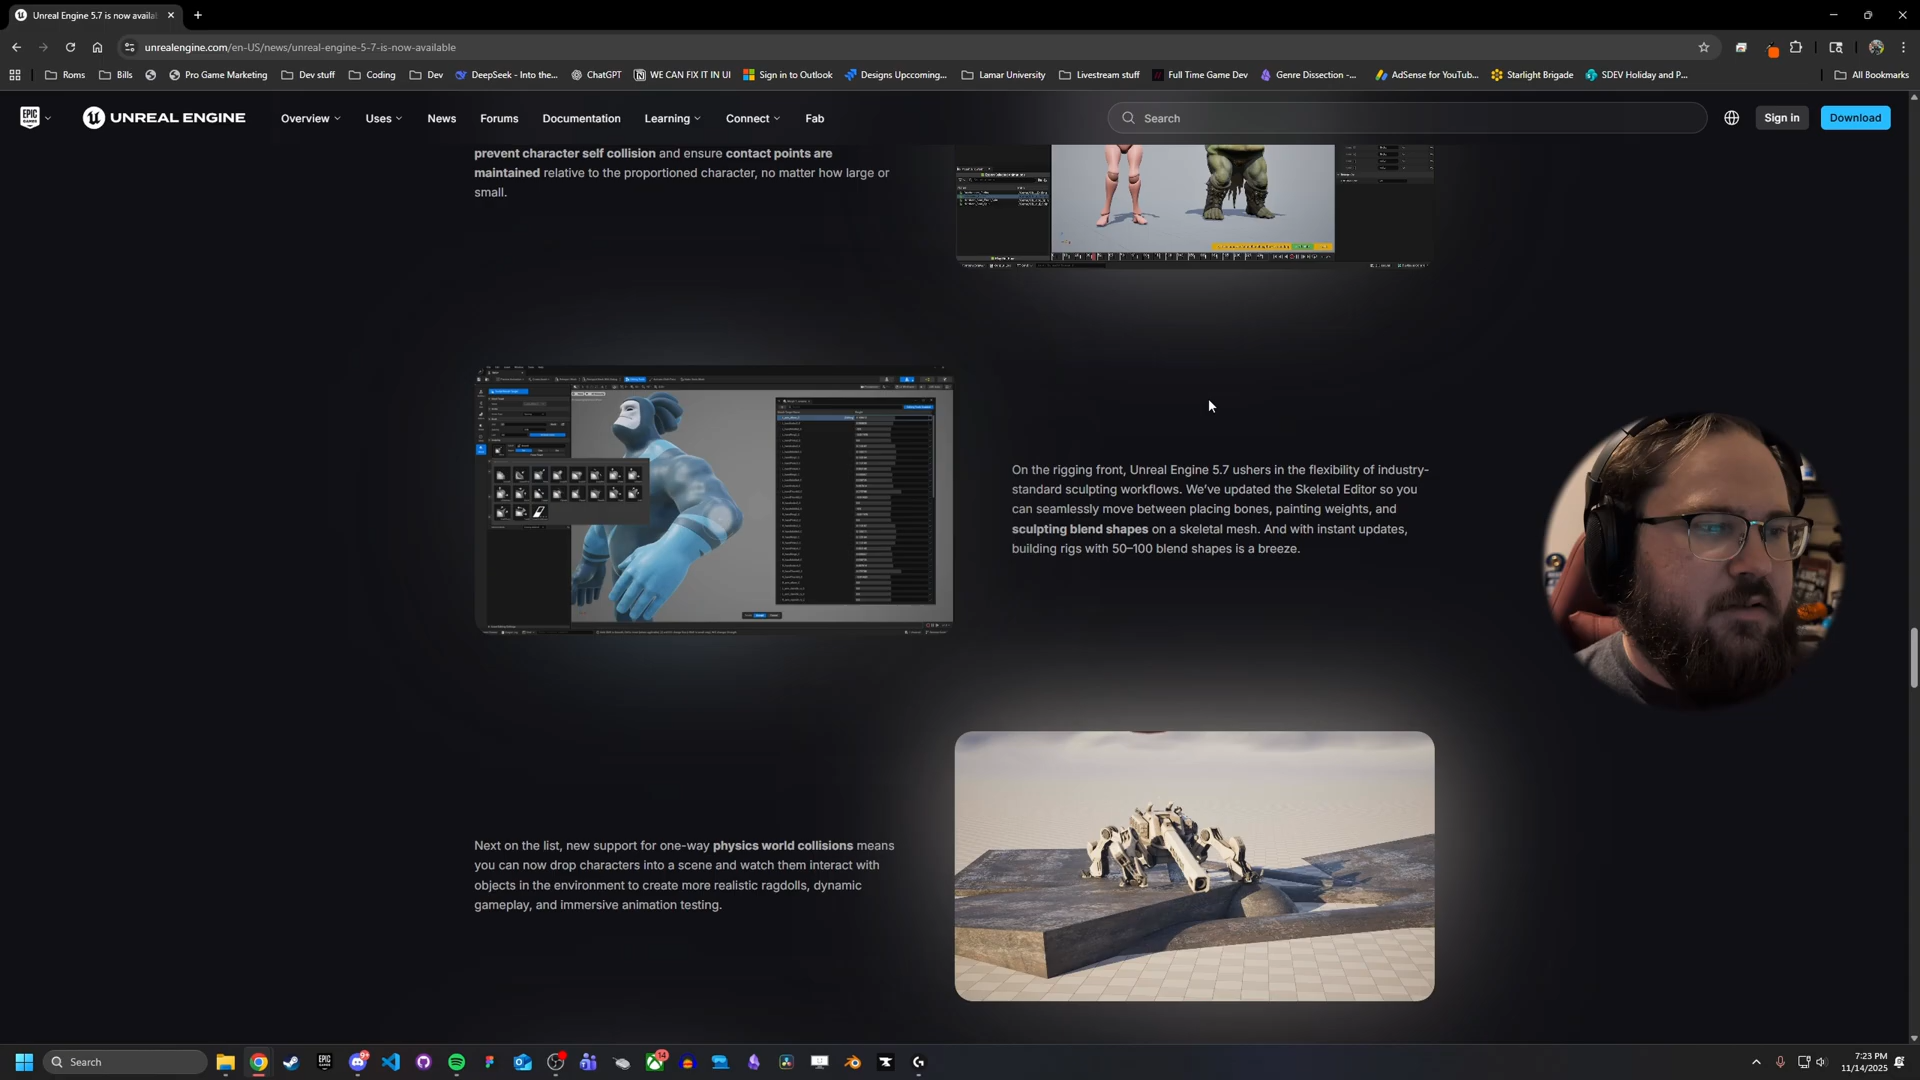 Unreal Engine 5.7 is now availa
unrealengine.com/en-US/news/unreal-engine-5-7-is-now-available
Roms
Bills
Pro Game Marketing
Dev stuff
Coding
Dev
DeepSeek - Into the...
ChatGPT
WE CAN FIX IT IN UI
Sign in to Outlook
Designs Upccoming...
Lamar University
Livestream stuff
Full Time Game Dev
Genre Dissection -...
AdSense for YouTub...
Starlight Brigade
SDEV Holiday and P...
All Bookmarks
EPIC GAMES
UNREAL ENGINE
Overview
Uses
News
Forums
Documentation
Learning
Connect
Fab
Search
Sign in
Download
prevent character self collision and ensure contact points are
maintained relative to the proportioned character, no matter how large or
small.
On the rigging front, Unreal Engine 5.7 ushers in the flexibility of industry-
standard sculpting workflows. We've updated the Skeletal Editor so you
can seamlessly move between placing bones, painting weights, and
sculpting blend shapes on a skeletal mesh. And with instant updates,
building rigs with 50–100 blend shapes is a breeze.
Next on the list, new support for one-way physics world collisions means
you can now drop characters into a scene and watch them interact with
objects in the environment to create more realistic ragdolls, dynamic
gameplay, and immersive animation testing.
Search
14
7:23 PM
11/14/2025